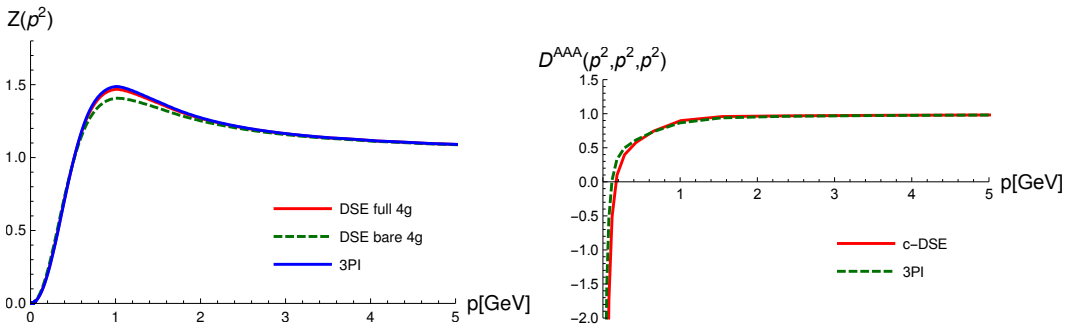 Z(p²)
1.5
1.0
0.5
0.0
0 1 2 3 4 5
p[GeV]
DSE full 4g
DSE bare 4g
3PI
D^AAA(p²,p²,p²)
1.5
1.0
0.5
0.0
-0.5
-1.0
-1.5
-2.0
1 2 3 4 5
p[GeV]
c-DSE
3PI